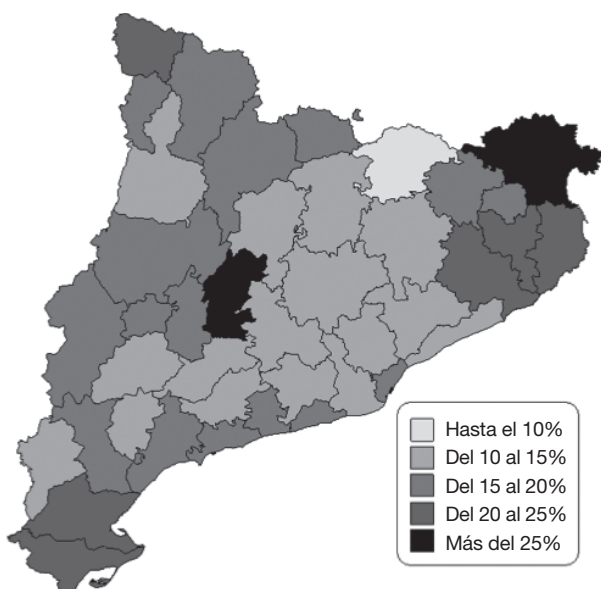 Hasta el 10%
Del 10 al 15%
Del 15 al 20%
Del 20 al 25%
Más del 25%